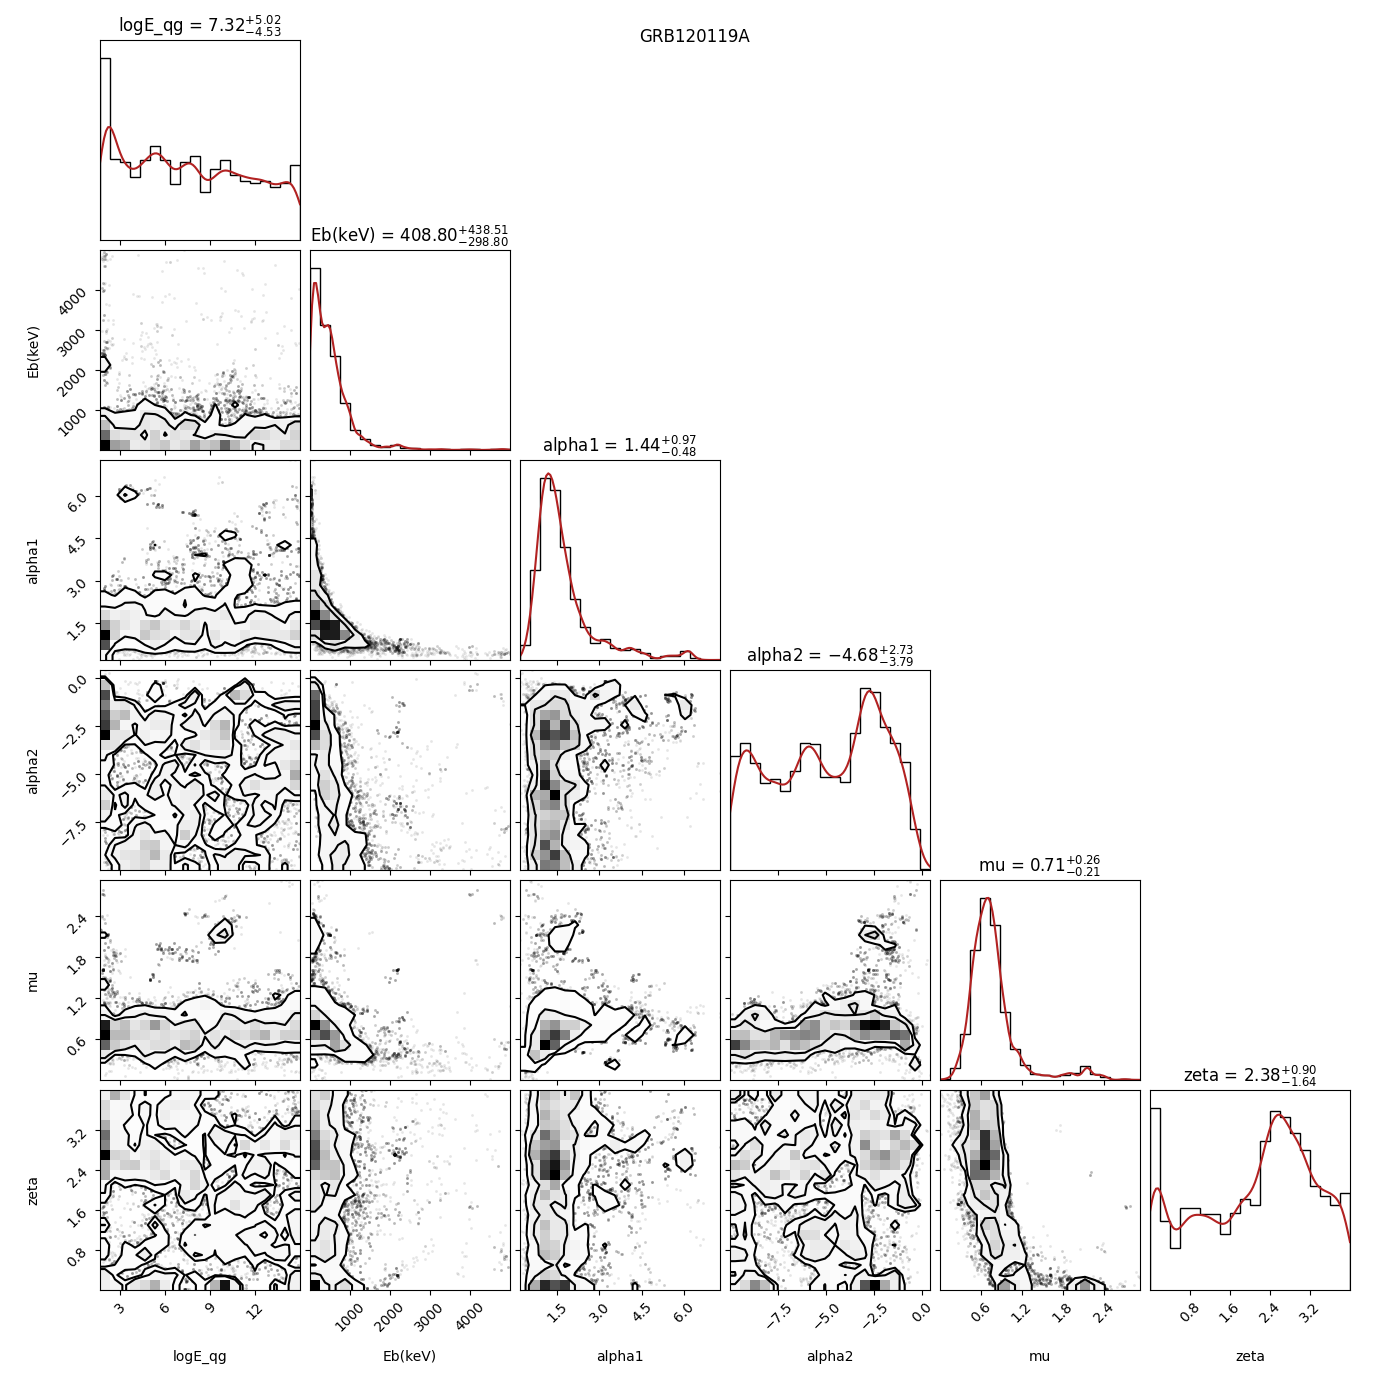 GRB120119A
logE_qg = 7.32^{+5.02}_{−4.53}
Eb(keV) = 408.80^{+438.51}_{−298.80}
alpha1 = 1.44^{+0.97}_{−0.48}
alpha2 = −4.68^{+2.73}_{−3.79}
mu = 0.71^{+0.26}_{−0.21}
zeta = 2.38^{+0.90}_{−1.64}
Eb(keV)
4000
3000
2000
1000
alpha1
6.0
4.5
3.0
1.5
alpha2
0.0
−2.5
−5.0
−7.5
mu
2.4
1.8
1.2
0.6
zeta
3.2
2.4
1.6
0.8
3 6 9 12
1000 2000 3000 4000
1.5 3.0 4.5 6.0
−7.5 −5.0 −2.5 0.0
0.6 1.2 1.8 2.4
0.8 1.6 2.4 3.2
logE_qg Eb(keV) alpha1 alpha2 mu zeta